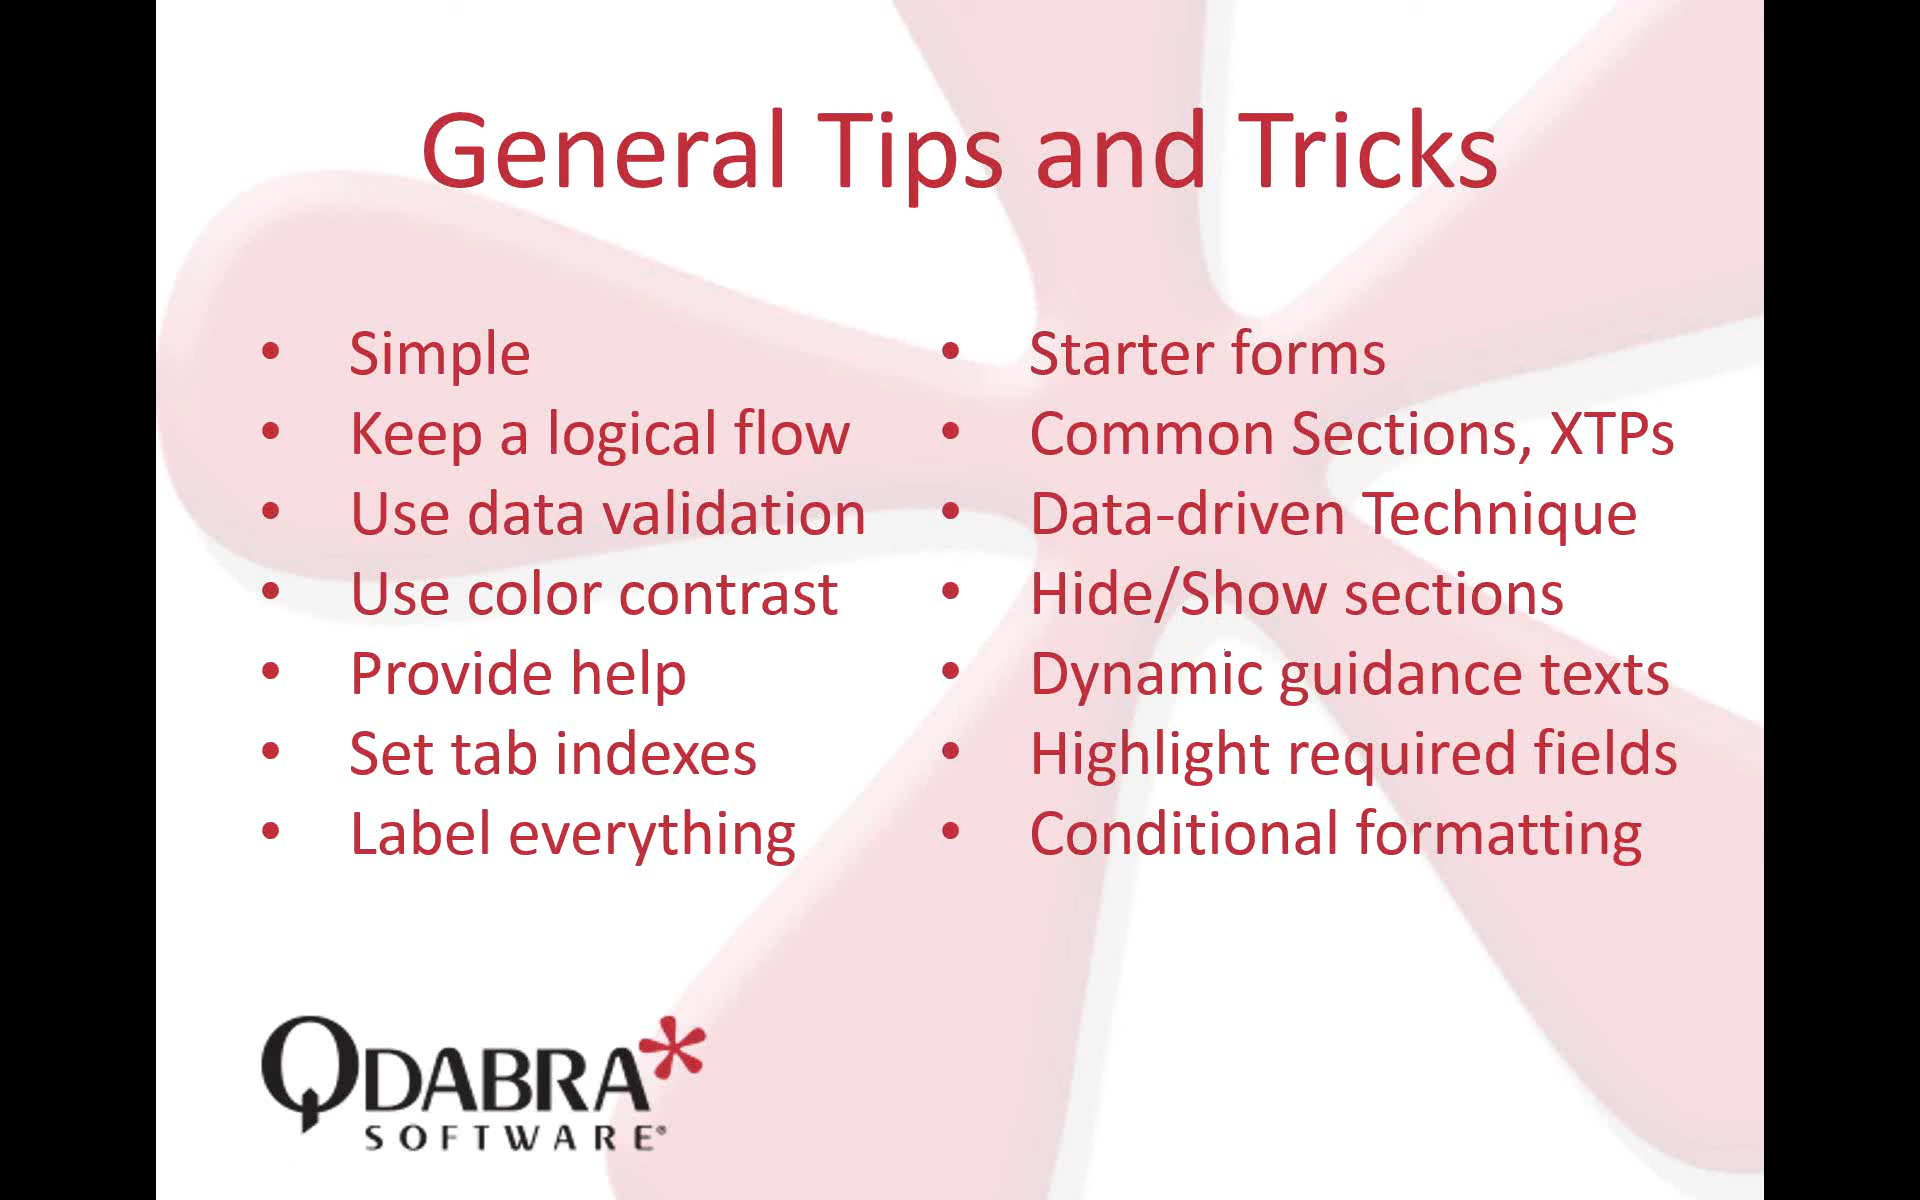 General Tips and Tricks
• Simple
• Keep a logical flow
• Use data validation
• Use color contrast
• Provide help
• Set tab indexes
• Label everything
• Starter forms
• Common Sections, XTPs
• Data-driven Technique
• Hide/Show sections
• Dynamic guidance texts
• Highlight required fields
• Conditional formatting
QDABRA*
SOFTWARE®